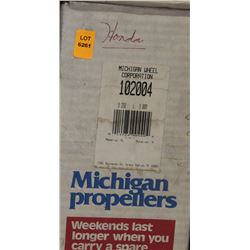 LOT
6261
Honda
MICHIGAN WHEEL
CORPORATION
102004
Michigan
propellers
Weekends last
longer when you
carry a spare